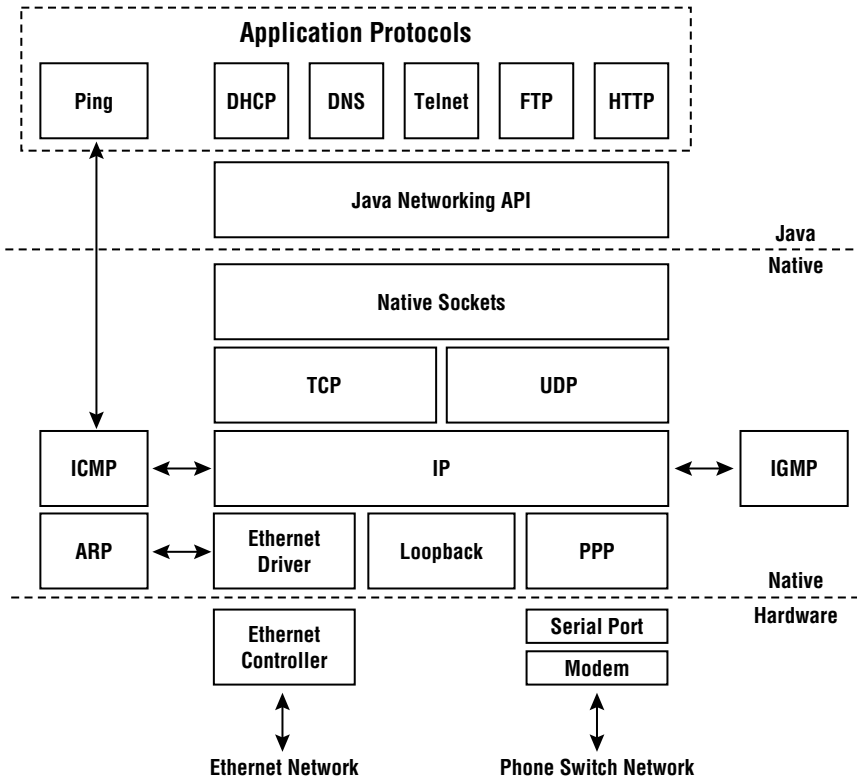 Application Protocols
Ping
DHCP
DNS
Telnet
FTP
HTTP
Java Networking API
Java
Native
Native Sockets
TCP
UDP
ICMP
IP
IGMP
ARP
Ethernet
Driver
Loopback
PPP
Native
Hardware
Ethernet
Controller
Serial Port
Modem
Ethernet Network
Phone Switch Network